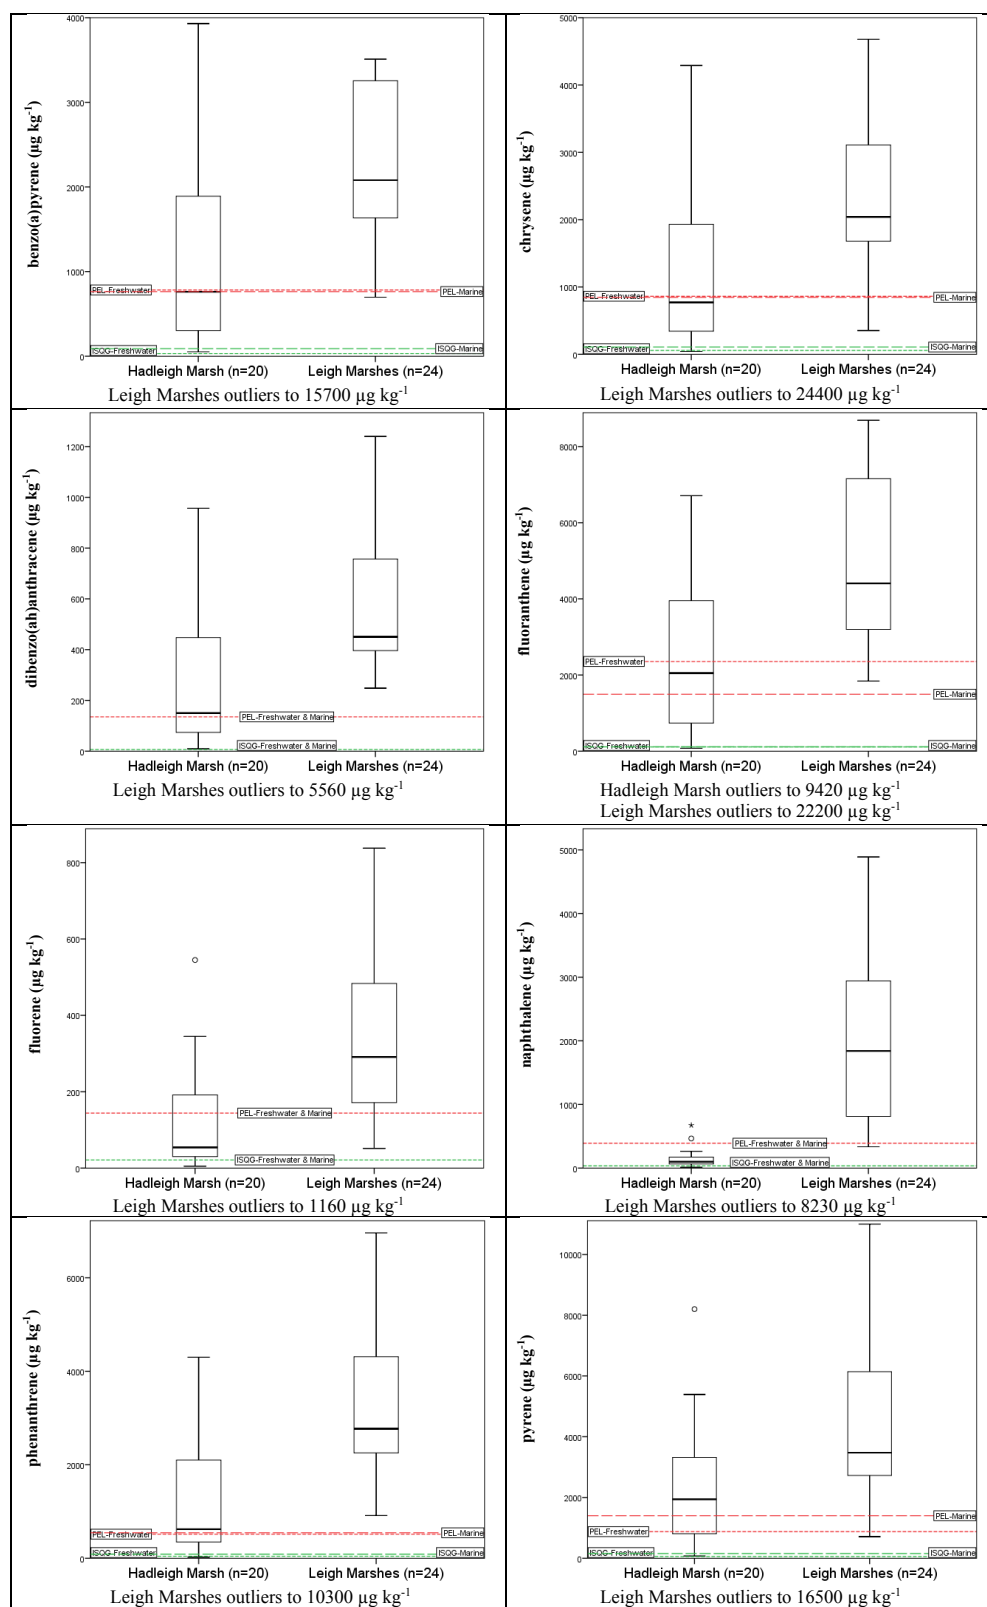 benzo(a)pyrene (µg kg-1)
4000
3000
2000
1000
0
PEL-Freshwater
PEL-Marine
ISQG-Freshwater
ISQG-Marine
Hadleigh Marsh (n=20)
Leigh Marshes (n=24)
Leigh Marshes outliers to 15700 µg kg-1
chrysene (µg kg-1)
5000
4000
3000
2000
1000
0
PEL-Freshwater
PEL-Marine
ISQG-Freshwater
ISQG-Marine
Hadleigh Marsh (n=20)
Leigh Marshes (n=24)
Leigh Marshes outliers to 24400 µg kg-1
dibenzo(ah)anthracene (µg kg-1)
1200
1000
800
600
400
200
0
PEL-Freshwater & Marine
ISQG-Freshwater & Marine
Hadleigh Marsh (n=20)
Leigh Marshes (n=24)
Leigh Marshes outliers to 5560 µg kg-1
fluoranthene (µg kg-1)
8000
6000
4000
2000
0
PEL-Freshwater
PEL-Marine
ISQG-Freshwater
ISQG-Marine
Hadleigh Marsh (n=20)
Leigh Marshes (n=24)
Hadleigh Marsh outliers to 9420 µg kg-1
Leigh Marshes outliers to 22200 µg kg-1
fluorene (µg kg-1)
800
600
400
200
0
PEL-Freshwater & Marine
ISQG-Freshwater & Marine
Hadleigh Marsh (n=20)
Leigh Marshes (n=24)
Leigh Marshes outliers to 1160 µg kg-1
naphthalene (µg kg-1)
5000
4000
3000
2000
1000
0
PEL-Freshwater & Marine
ISQG-Freshwater & Marine
Hadleigh Marsh (n=20)
Leigh Marshes (n=24)
Leigh Marshes outliers to 8230 µg kg-1
phenanthrene (µg kg-1)
6000
4000
2000
0
PEL-Freshwater
PEL-Marine
ISQG-Freshwater
ISQG-Marine
Hadleigh Marsh (n=20)
Leigh Marshes (n=24)
Leigh Marshes outliers to 10300 µg kg-1
pyrene (µg kg-1)
10000
8000
6000
4000
2000
0
PEL-Marine
PEL-Freshwater
ISQG-Freshwater
ISQG-Marine
Hadleigh Marsh (n=20)
Leigh Marshes (n=24)
Leigh Marshes outliers to 16500 µg kg-1